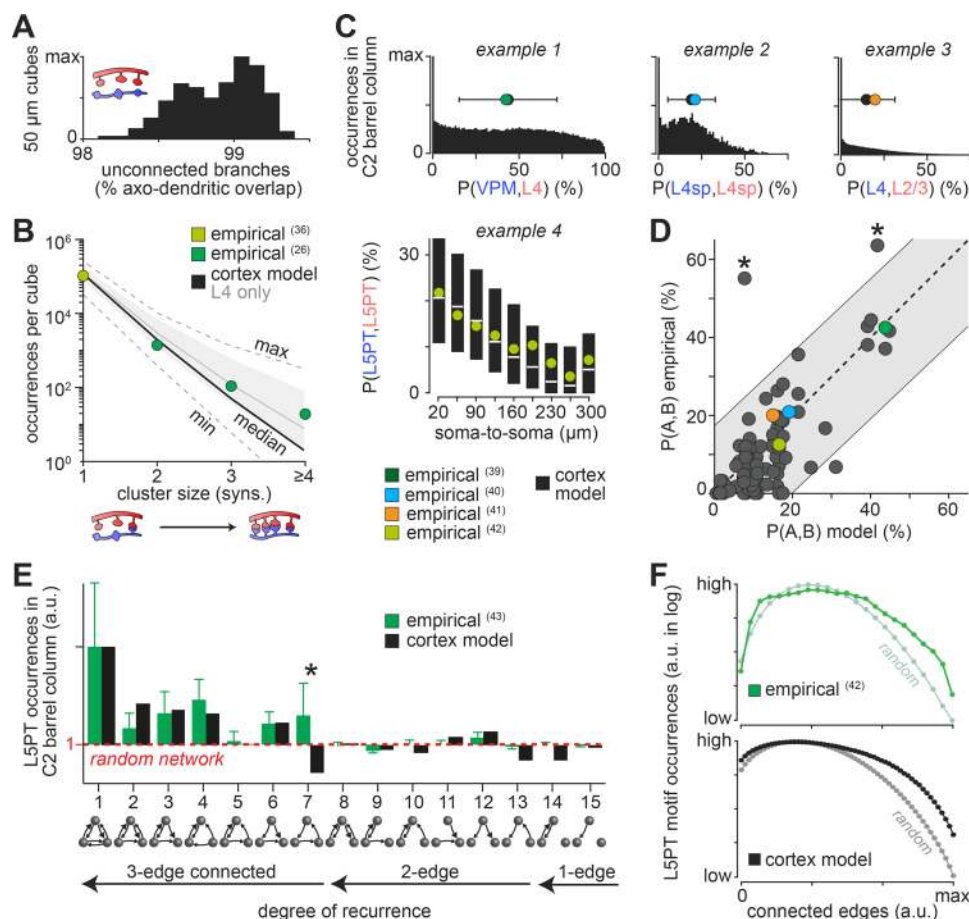 A
max
50 µm cubes
0
98
99
unconnected branches
(% axo-dendritic overlap)
C
occurrences in
C2 barrel column
max
0
example 1
0
50
100
P(VPM,L4) (%)
example 2
0
50
P(L4sp,L4sp) (%)
example 3
0
50
P(L4,L2/3) (%)
B
occurrences per cube
10⁶
10⁴
10²
10⁰
empirical (36)
empirical (26)
cortex model
L4 only
max
median
min
1
2
3
≥4
cluster size (syns.)
example 4
P(L5PT,L5PT) (%)
30
0
20
90
160
230
300
soma-to-soma (µm)
empirical (39)
empirical (40)
empirical (41)
empirical (42)
cortex
model
D
P(A,B) empirical (%)
60
40
20
0
*
*
0
20
40
60
P(A,B) model (%)
E
L5PT occurrences in
C2 barrel column (a.u.)
1
empirical (43)
cortex model
*
random network
1 2 3 4 5 6 7 8 9 10 11 12 13 14 15
3-edge connected
2-edge
1-edge
degree of recurrence
F
L5PT motif occurrences (a.u. in log)
high
low
random
empirical (42)
high
low
random
cortex model
0
max
connected edges (a.u.)